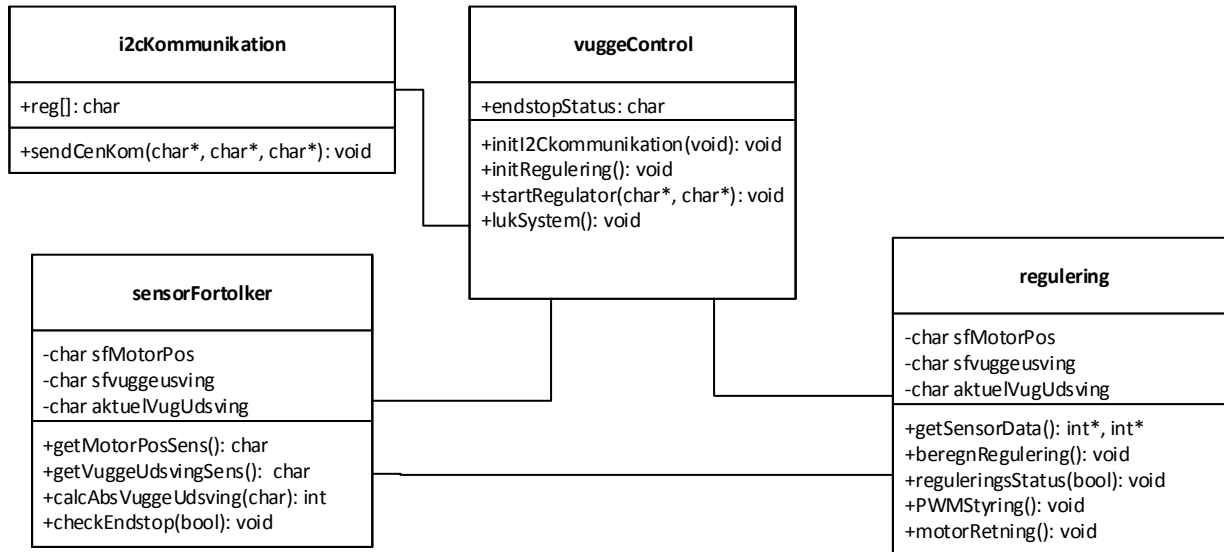 i2cKommunikation
+reg[]: char
+sendCenKom(char*, char*, char*): void
vuggeControl
+endstopStatus: char
+initI2Ckommunikation(void): void
+initRegulering(): void
+startRegulator(char*, char*): void
+lukSystem(): void
sensorFortolker
-char sfMotorPos
-char sfvuggeusving
-char aktuelVugUdsving
+getMotorPosSens(): char
+getVuggeUdsvingSens(): char
+calcAbsVuggeUdsving(char): int
+checkEndstop(bool): void
regulering
-char sfMotorPos
-char sfvuggeusving
-char aktuelVugUdsving
+getSensorData(): int*, int*
+beregnRegulering(): void
+reguleringsStatus(bool): void
+PWMStyring(): void
+motorRetning(): void